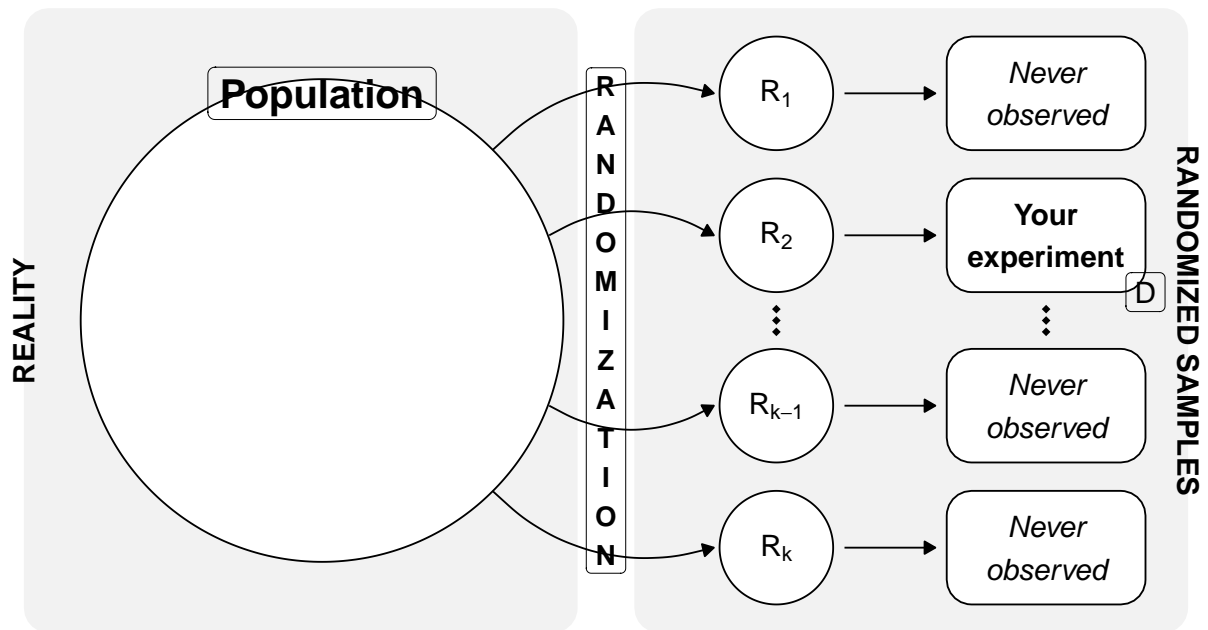 REALITY
Population
RANDOMIZATION
R₁
Never
observed
R₂
Your
experiment
D
Rₖ₋₁
Never
observed
Rₖ
Never
observed
RANDOMIZED SAMPLES